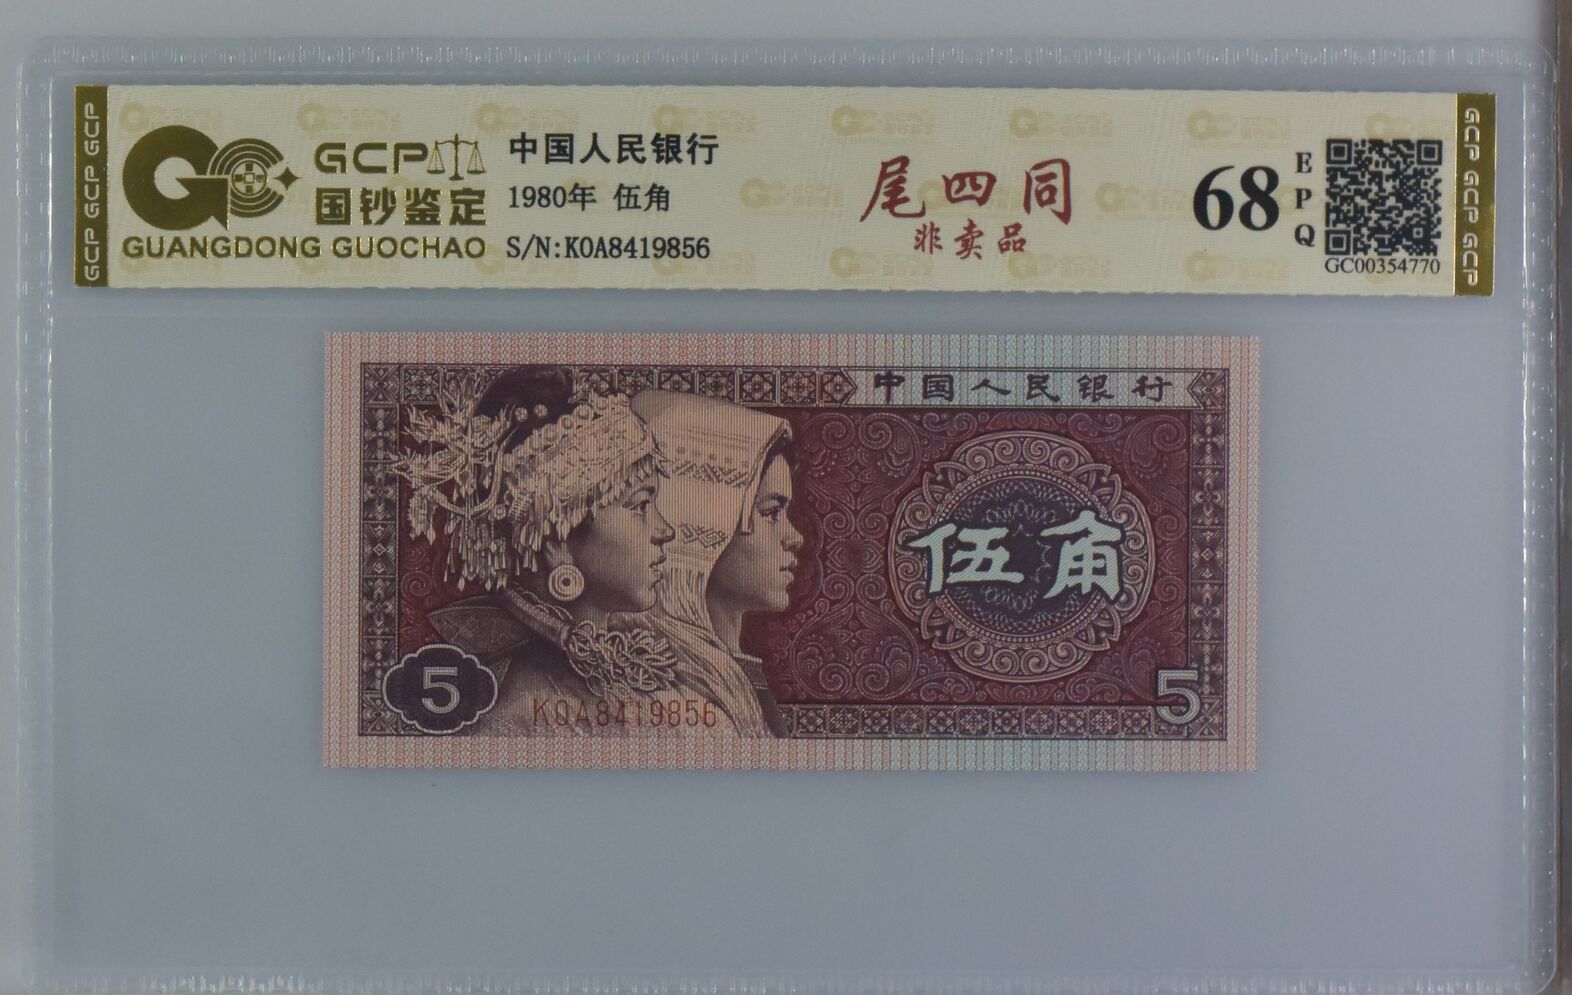 GCP GCP GCP
GCP
国钞鉴定
GUANGDONG GUOCHAO
中国人民银行
1980年 伍角
S/N:K0A8419856
尾四同
非卖品
68
EPQ
GC00354770
GCP GCP GCP
中国人民银行
伍角
5
K0A8419856
5